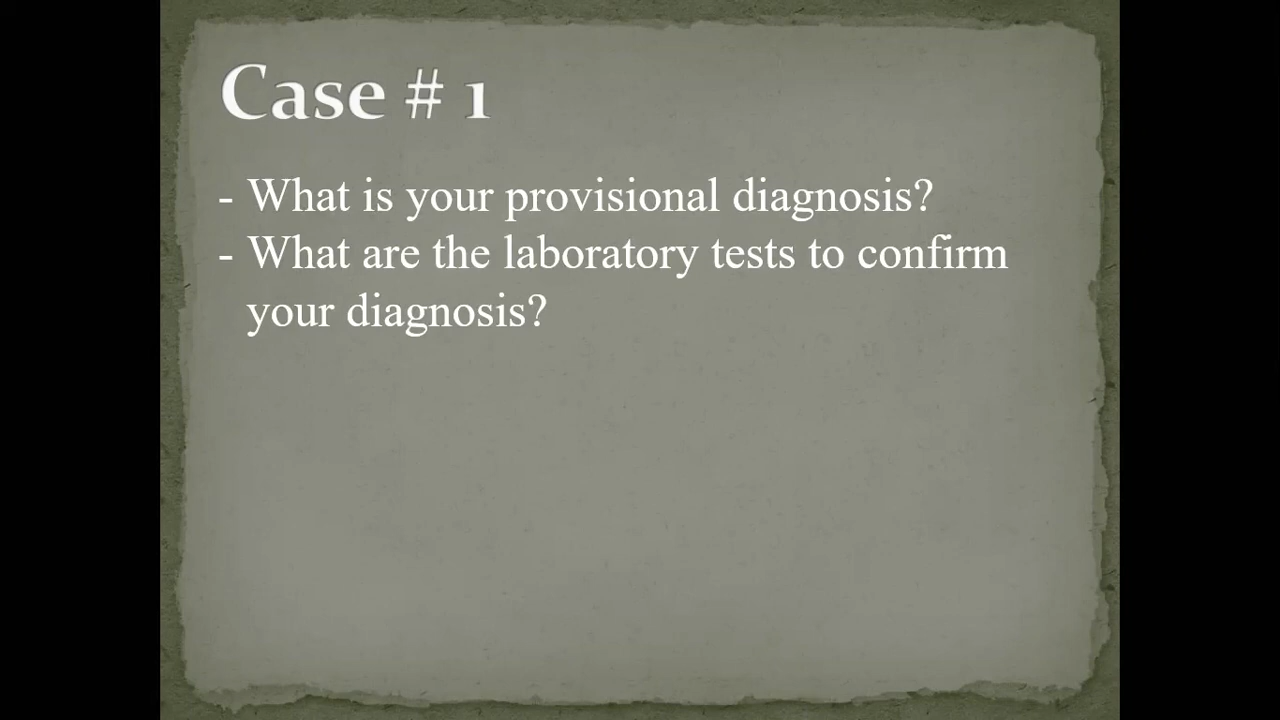 Case # 1
- What is your provisional diagnosis?
- What are the laboratory tests to confirm
your diagnosis?